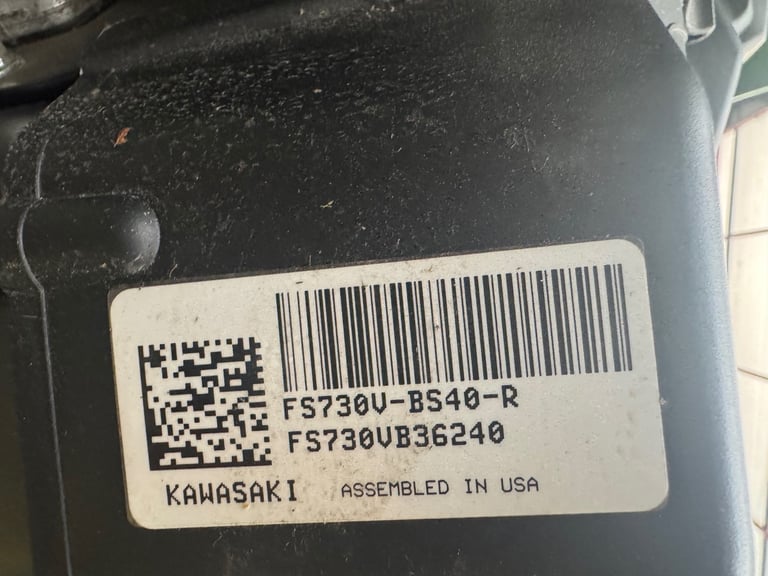 FS730V-BS40-R
FS730VB36240
KAWASAKI ASSEMBLED IN USA